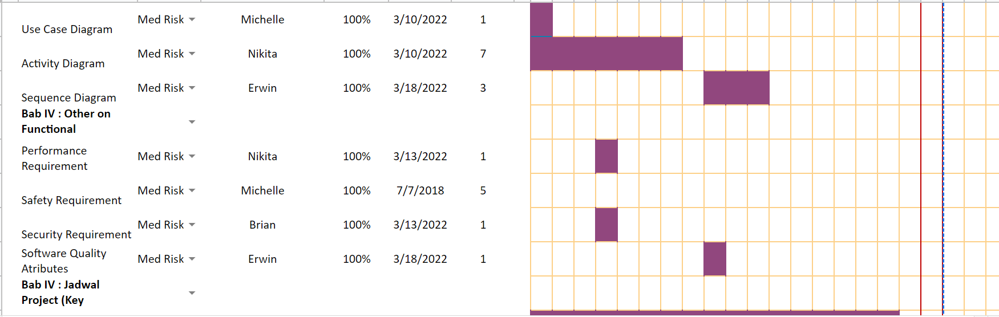 Use Case Diagram Med Risk Michelle 100% 3/10/2022 1
Activity Diagram Med Risk Nikita 100% 3/10/2022 7
Sequence Diagram Med Risk Erwin 100% 3/18/2022 3
Bab IV : Other on
Functional
Performance
Requirement Med Risk Nikita 100% 3/13/2022 1
Safety Requirement Med Risk Michelle 100% 7/7/2018 5
Security Requirement Med Risk Brian 100% 3/13/2022 1
Software Quality
Atributes Med Risk Erwin 100% 3/18/2022 1
Bab IV : Jadwal
Project (Key